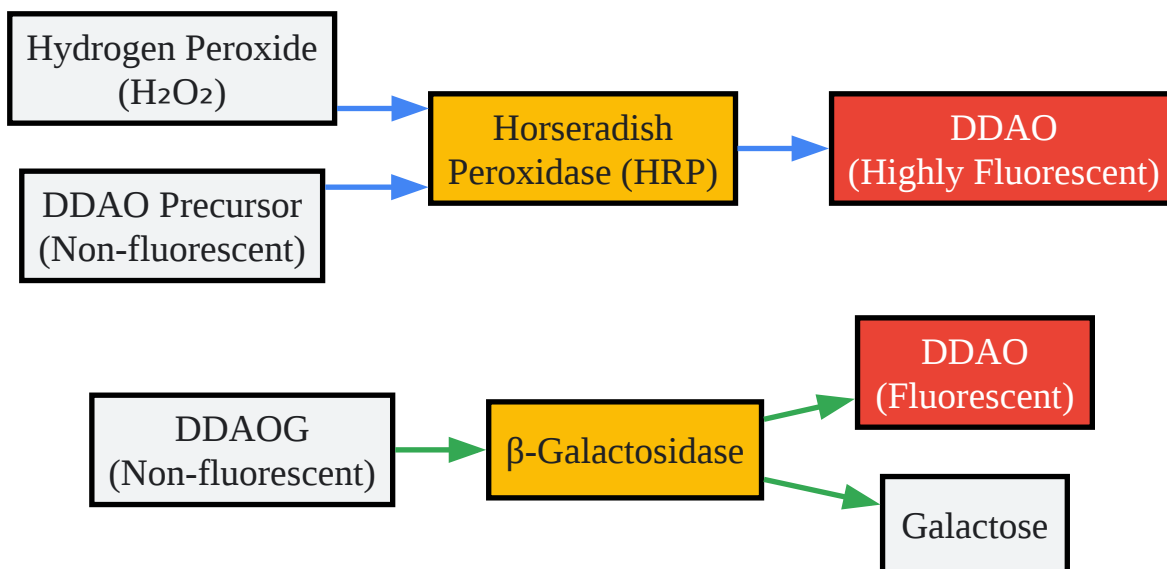 Hydrogen Peroxide
(H₂O₂)
DDAO Precursor
(Non-fluorescent)
Horseradish
Peroxidase (HRP)
DDAO
(Highly Fluorescent)
DDAOG
(Non-fluorescent)
β-Galactosidase
DDAO
(Fluorescent)
Galactose